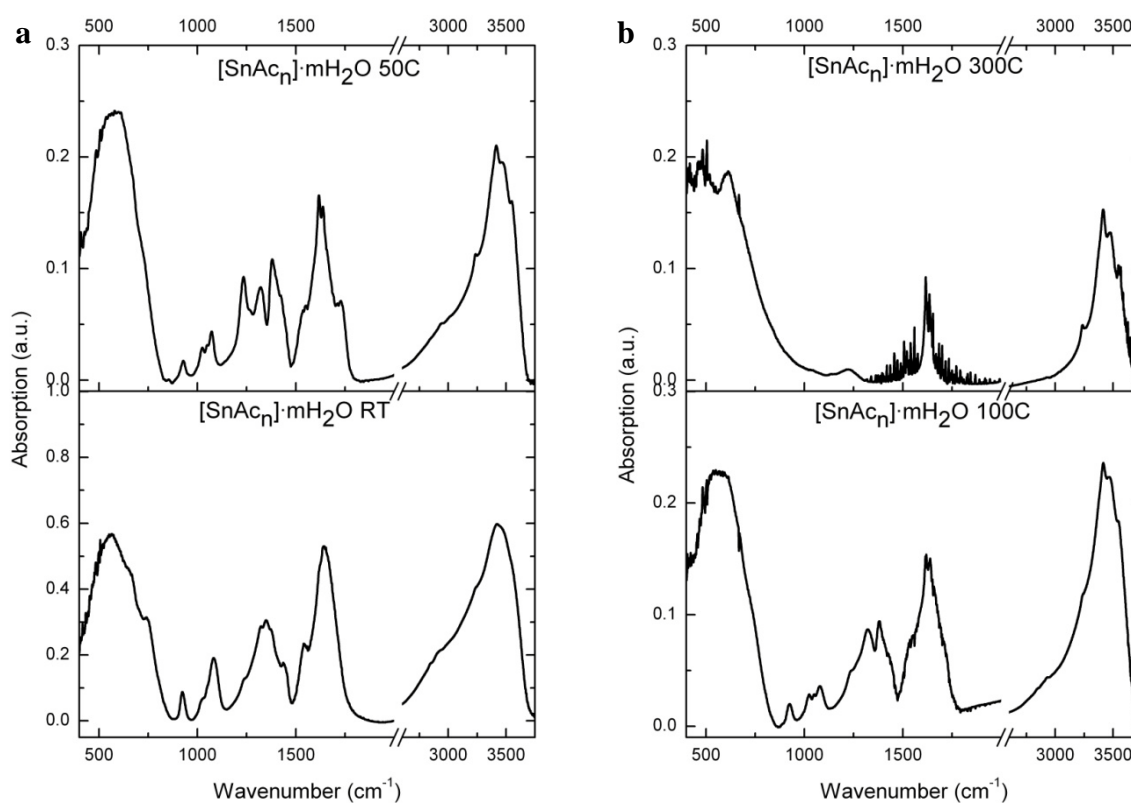 a
500 1000 1500 3000 3500
[SnAcn]·mH2O 50C
0.3
0.2
0.1
0.0
Absorption (a.u.)
[SnAcn]·mH2O RT
1.0
0.8
0.6
0.4
0.2
0.0
500 1000 1500 3000 3500
Wavenumber (cm-1)
b
500 1000 1500 3000 3500
[SnAcn]·mH2O 300C
0.3
0.2
0.1
0.0
Absorption (a.u.)
[SnAcn]·mH2O 100C
0.3
0.2
0.1
0.0
500 1000 1500 3000 3500
Wavenumber (cm-1)